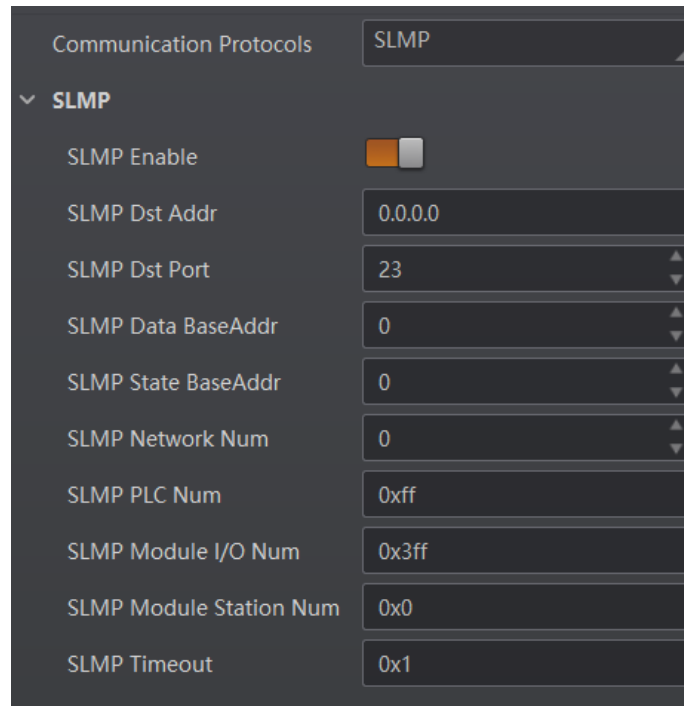 Communication Protocols SLMP
SLMP
SLMP Enable
SLMP Dst Addr 0.0.0.0
SLMP Dst Port 23
SLMP Data BaseAddr 0
SLMP State BaseAddr 0
SLMP Network Num 0
SLMP PLC Num 0xff
SLMP Module I/O Num 0x3ff
SLMP Module Station Num 0x0
SLMP Timeout 0x1